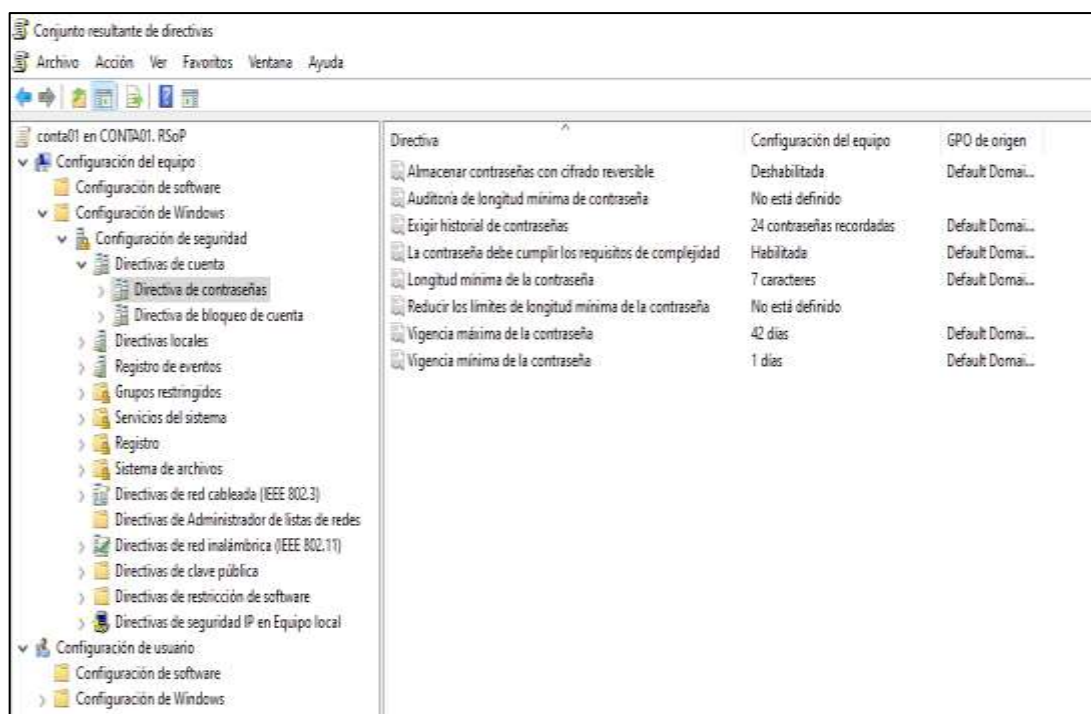 Conjunto resultante de directivas
Archivo Acción Ver Favoritos Ventana Ayuda
conta01 en CONTA01. RSoP
Configuración del equipo
Configuración de software
Configuración de Windows
Configuración de seguridad
Directivas de cuenta
Directiva de contraseñas
Directiva de bloqueo de cuenta
Directivas locales
Registro de eventos
Grupos restringidos
Servicios del sistema
Registro
Sistema de archivos
Directivas de red cableada (IEEE 802.3)
Directivas de Administrador de listas de redes
Directivas de red inalámbrica (IEEE 802.11)
Directivas de clave pública
Directivas de restricción de software
Directivas de seguridad IP en Equipo local
Configuración de usuario
Configuración de software
Configuración de Windows
Directiva Configuración del equipo GPO de origen
Almacenar contraseñas con cifrado reversible Deshabilitada Default Domai...
Auditoría de longitud mínima de contraseña No está definido
Exigir historial de contraseñas 24 contraseñas recordadas Default Domai...
La contraseña debe cumplir los requisitos de complejidad Habilitada Default Domai...
Longitud mínima de la contraseña 7 caracteres Default Domai...
Reducir los límites de longitud mínima de la contraseña No está definido
Vigencia máxima de la contraseña 42 días Default Domai...
Vigencia mínima de la contraseña 1 días Default Domai...